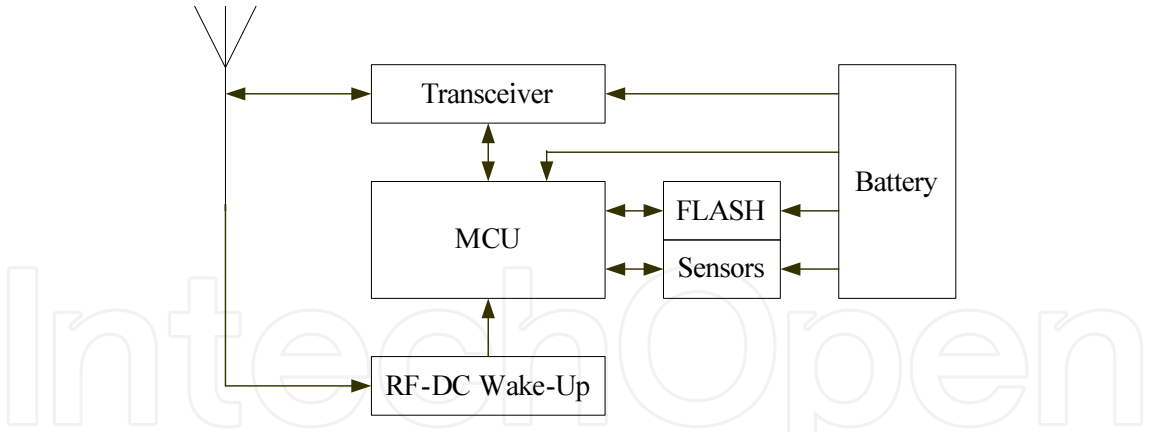 Transceiver
Battery
MCU
FLASH
Sensors
RF-DC Wake-Up
IntechOpen